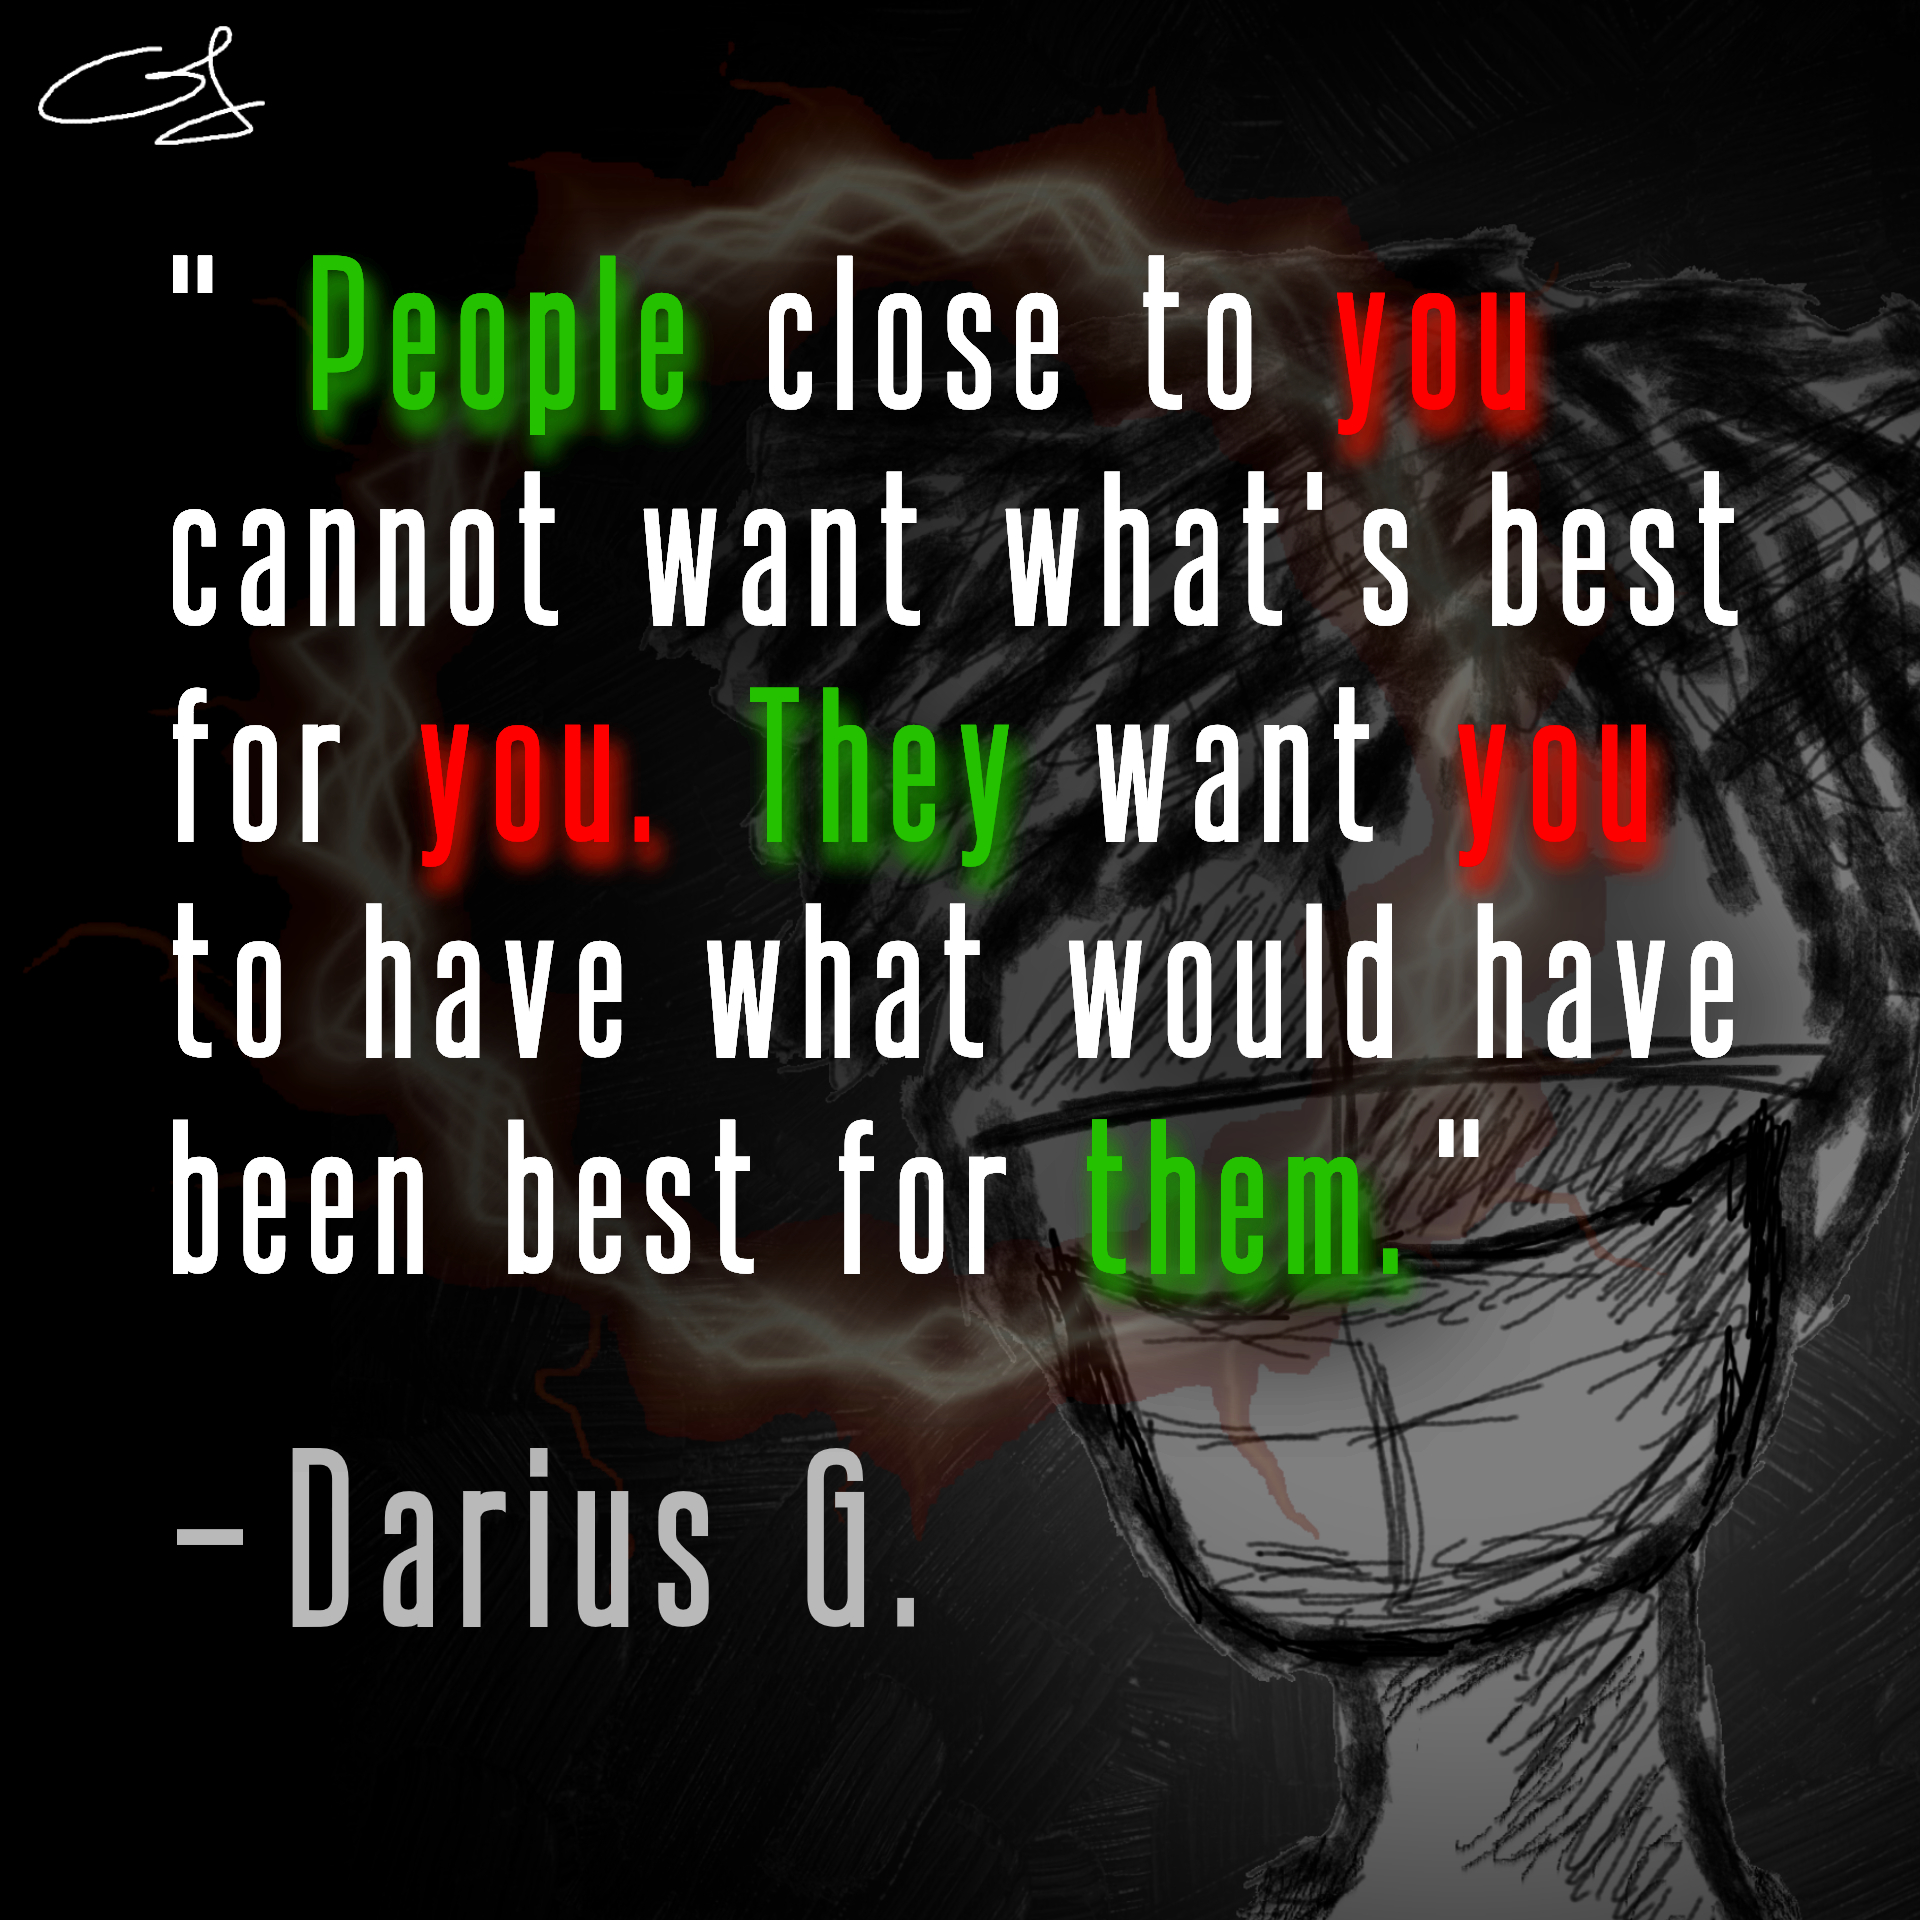 " People close to you
cannot want what's best
for you. They want you
to have what would have
been best for them. "
– Darius G.